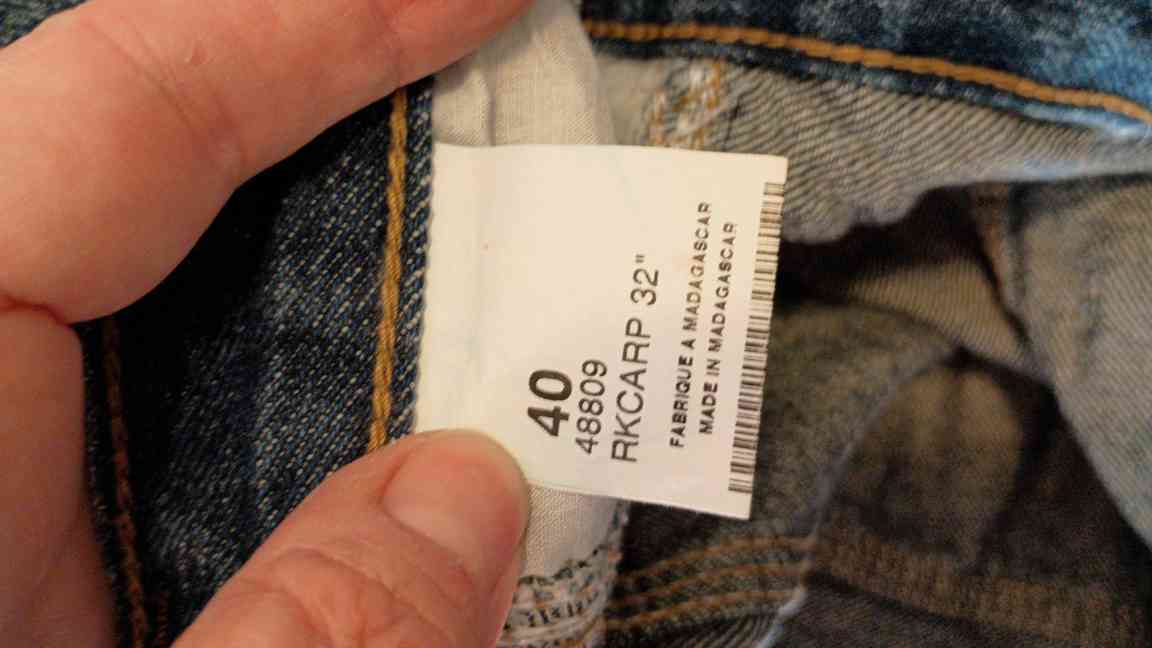 40
48809
RKCARP 32"
FABRIQUE A MADAGASCAR
MADE IN MADAGASCAR